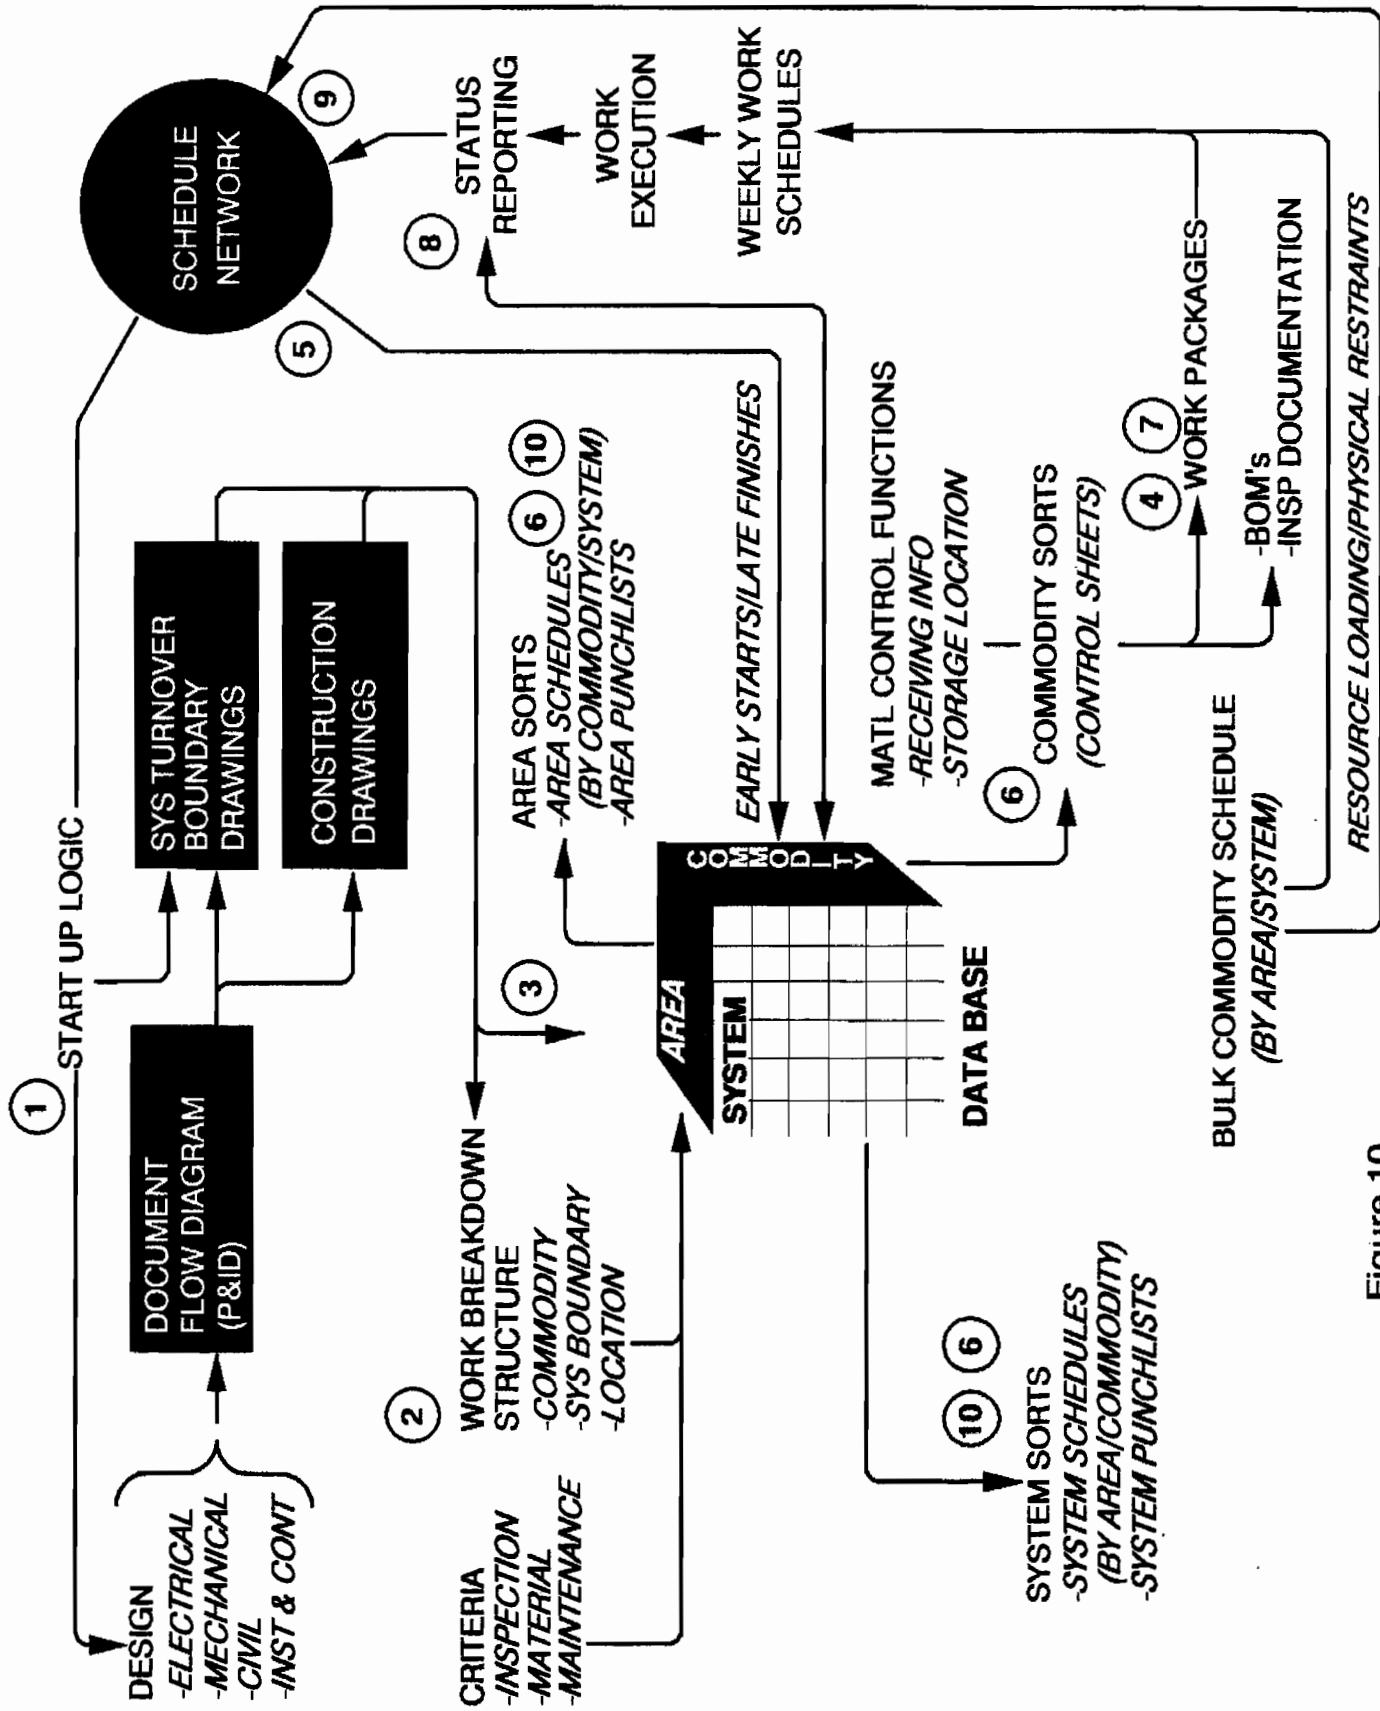 1
START UP LOGIC
DESIGN
-ELECTRICAL
-MECHANICAL
-CIVIL
-INST & CONT
DOCUMENT
FLOW DIAGRAM
(P&ID)
SYS TURNOVER
BOUNDARY
DRAWINGS
CONSTRUCTION
DRAWINGS
SCHEDULE
NETWORK
5
9
2
CRITERIA
-INSPECTION
-MATERIAL
-MAINTENANCE
WORK BREAKDOWN
STRUCTURE
-COMMODITY
-SYS BOUNDARY
-LOCATION
3
AREA SORTS
6
10
-AREA SCHEDULES
(BY COMMODITY/SYSTEM)
-AREA PUNCHLISTS
8
STATUS
REPORTING
WORK
EXECUTION
WEEKLY WORK
SCHEDULES
AREA
SYSTEM
COMMODITY
DATA BASE
EARLY STARTS/LATE FINISHES
MATL CONTROL FUNCTIONS
-RECEIVING INFO
-STORAGE LOCATION
6
COMMODITY SORTS
(CONTROL SHEETS)
4
7
WORK PACKAGES
-BOM's
-INSP DOCUMENTATION
10
6
SYSTEM SORTS
-SYSTEM SCHEDULES
(BY AREA/COMMODITY)
-SYSTEM PUNCHLISTS
BULK COMMODITY SCHEDULE
(BY AREA/SYSTEM)
RESOURCE LOADING/PHYSICAL RESTRAINTS
Figure 10